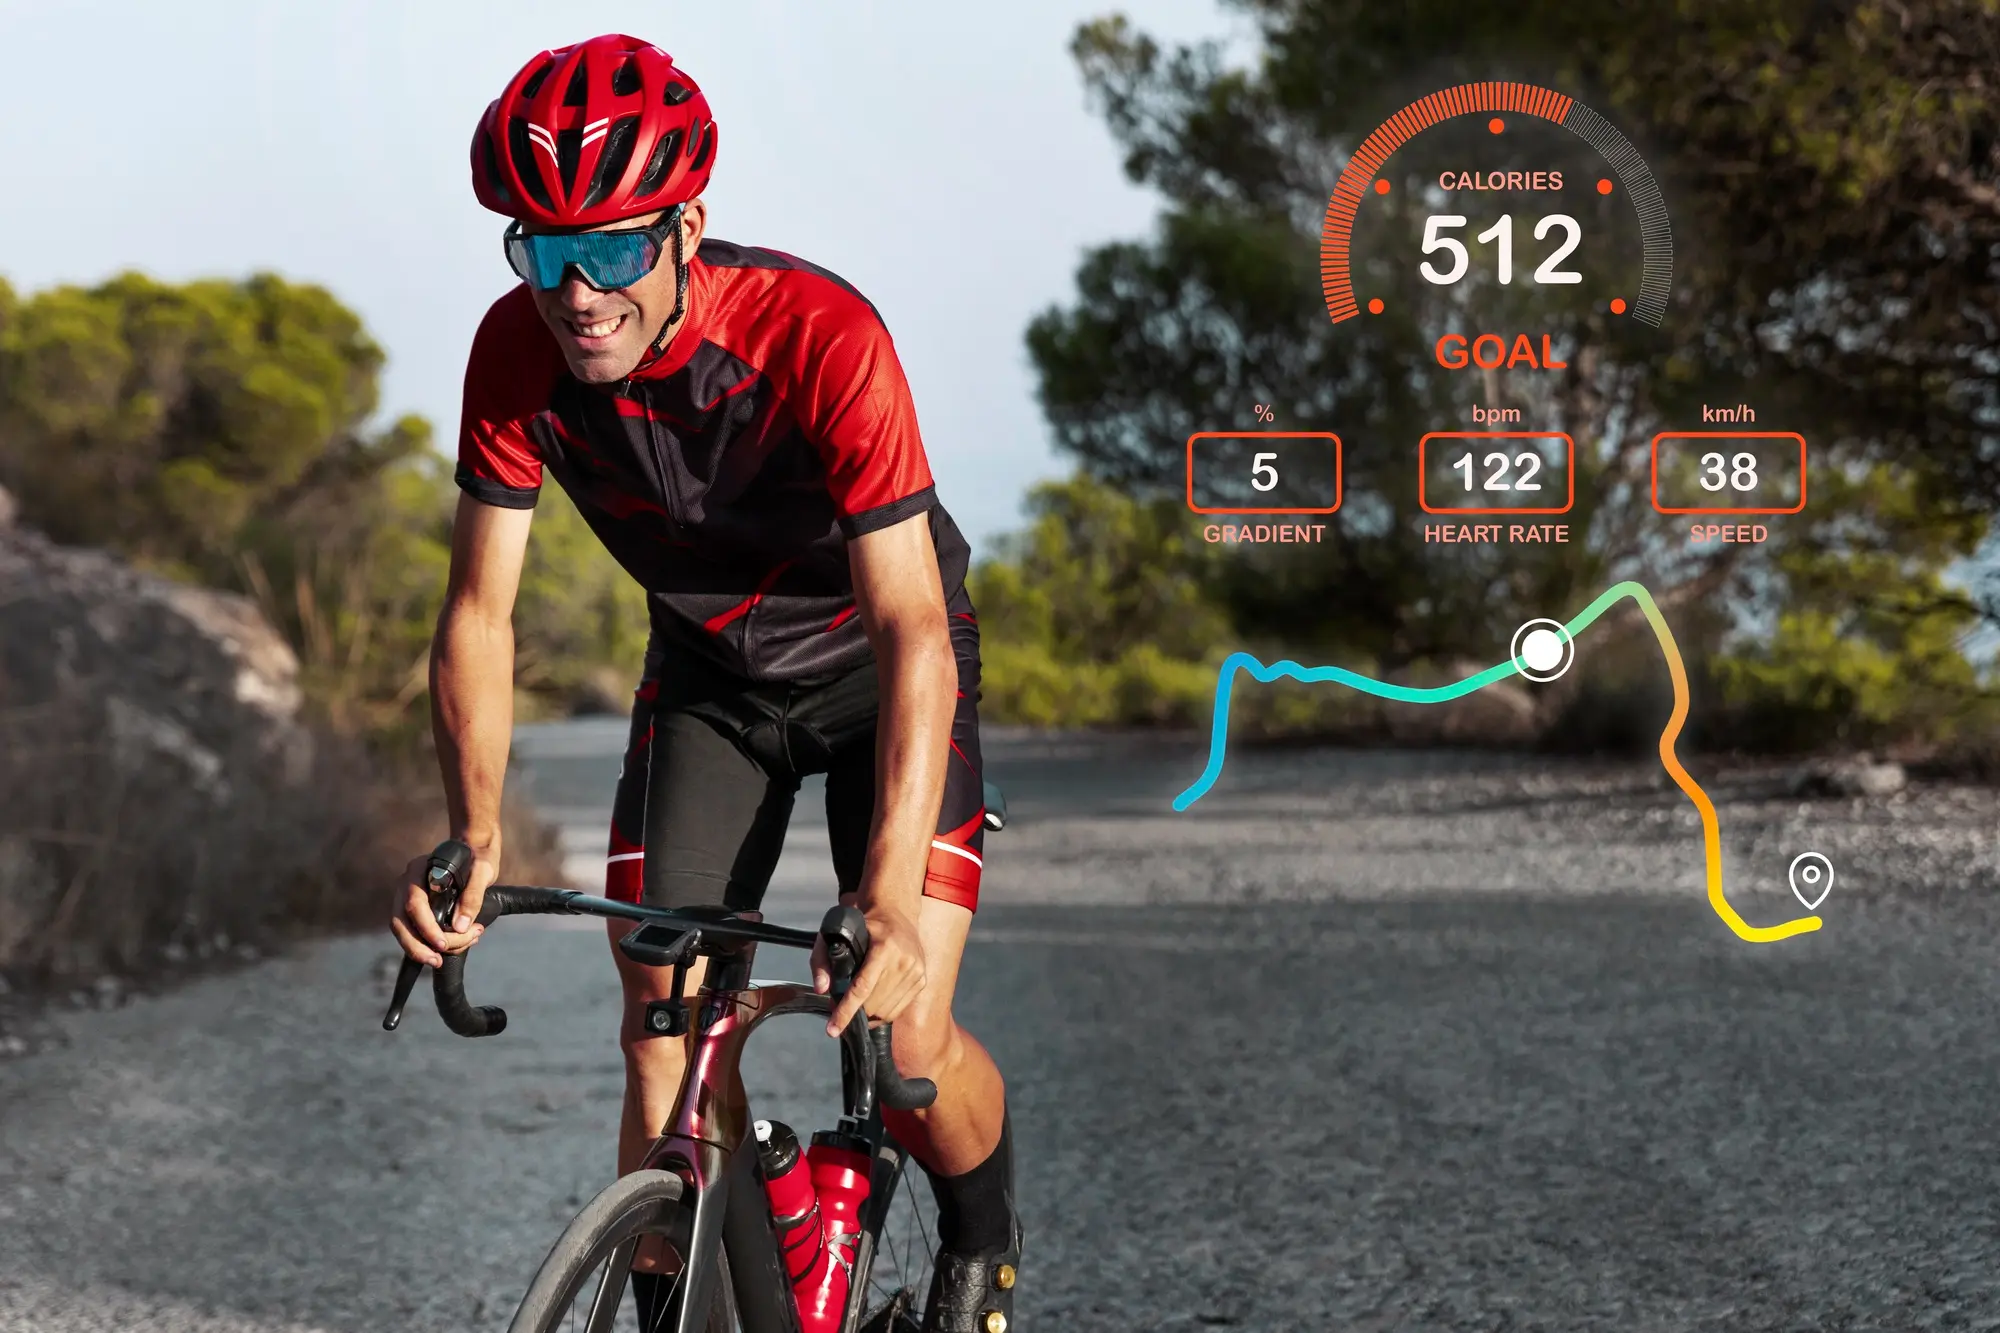 CALORIES
512
GOAL
% bpm km/h
5 122 38
GRADIENT HEART RATE SPEED